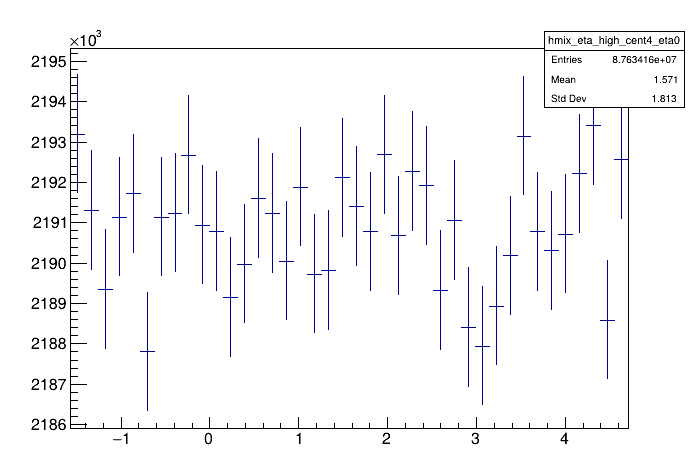 ×10³
hmix_eta_high_cent4_eta0
Entries 8.763416e+07
Mean 1.571
Std Dev 1.813
2195
2194
2193
2192
2191
2190
2189
2188
2187
2186
−1 0 1 2 3 4